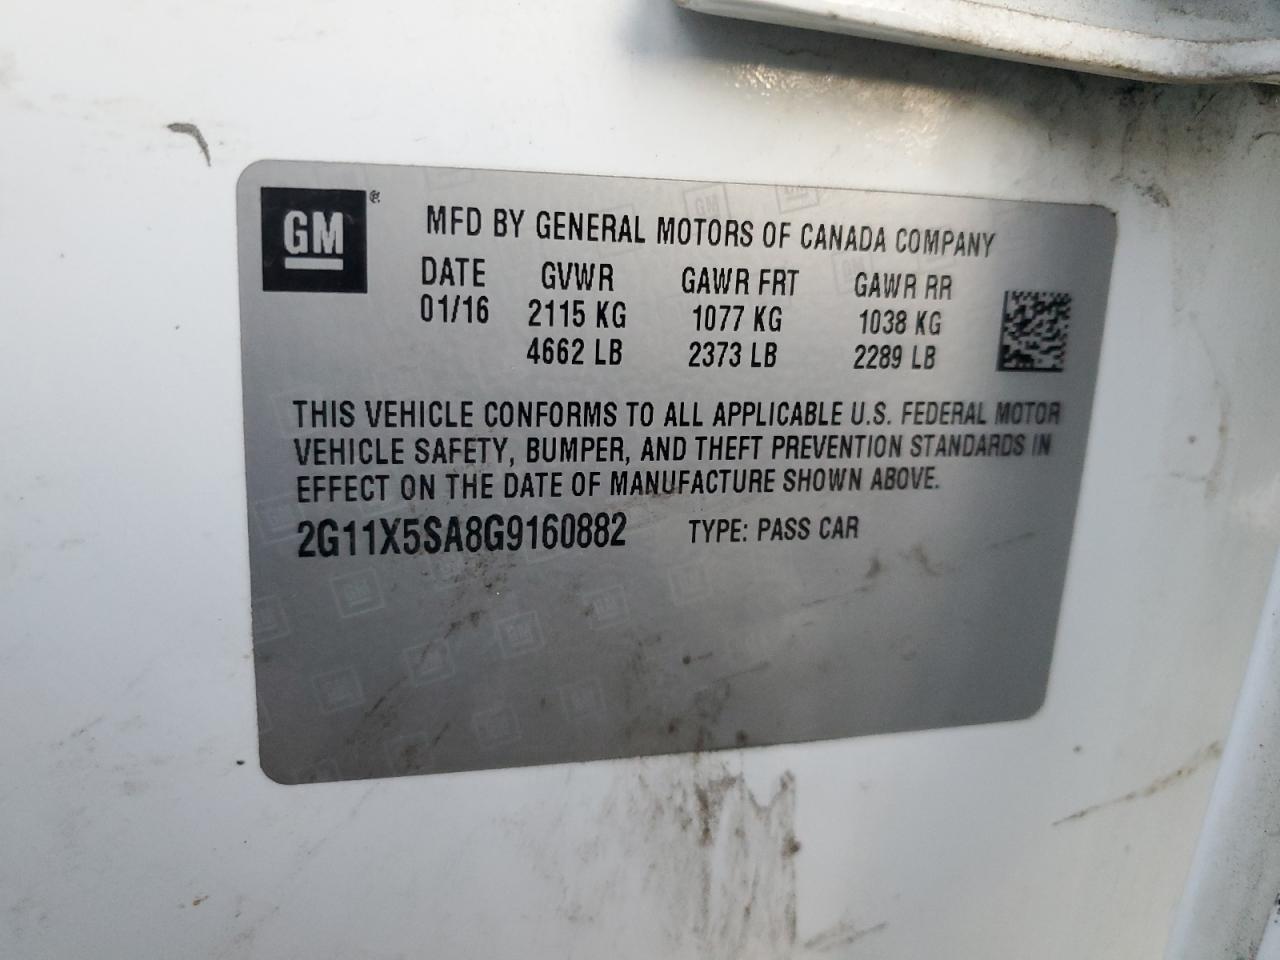 GM®
MFD BY GENERAL MOTORS OF CANADA COMPANY
DATE GVWR GAWR FRT GAWR RR
01/16 2115 KG 1077 KG 1038 KG
4662 LB 2373 LB 2289 LB
THIS VEHICLE CONFORMS TO ALL APPLICABLE U.S. FEDERAL MOTOR
VEHICLE SAFETY, BUMPER, AND THEFT PREVENTION STANDARDS IN
EFFECT ON THE DATE OF MANUFACTURE SHOWN ABOVE.
2G11X5SA8G9160882 TYPE: PASS CAR